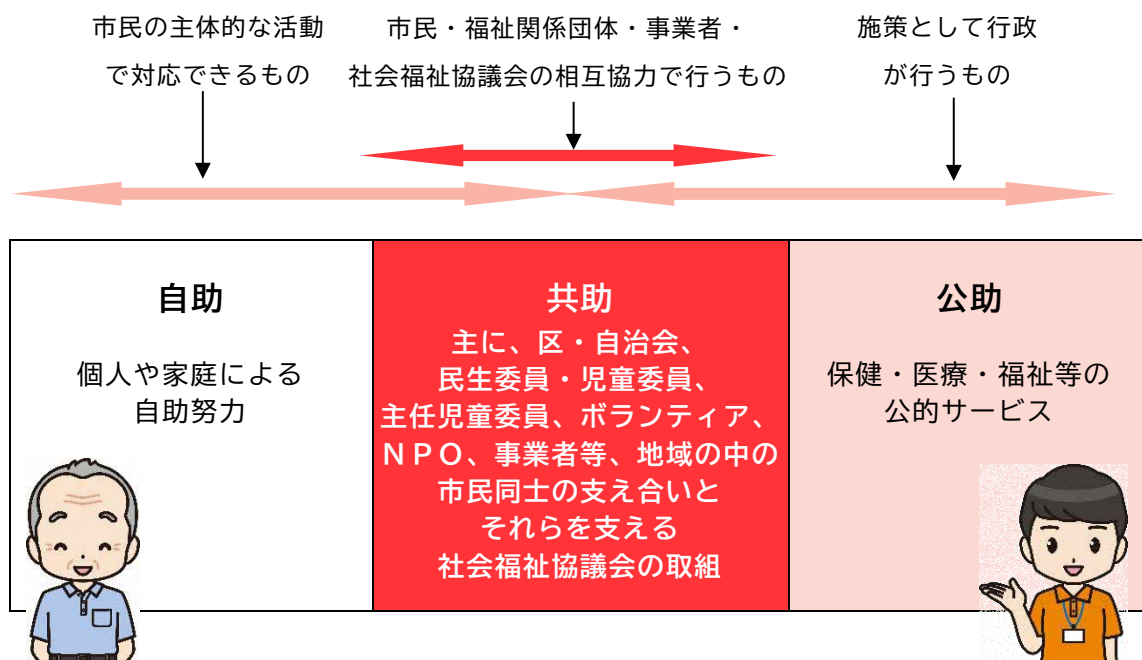 市民の主体的な活動
で対応できるもの
市民・福祉関係団体・事業者・
社会福祉協議会の相互協力で行うもの
施策として行政
が行うもの
自助
個人や家庭による
自助努力
共助
主に、区・自治会、
民生委員・児童委員、
主任児童委員、ボランティア、
ＮＰＯ、事業者等、地域の中の
市民同士の支え合いと
それらを支える
社会福祉協議会の取組
公助
保健・医療・福祉等の
公的サービス